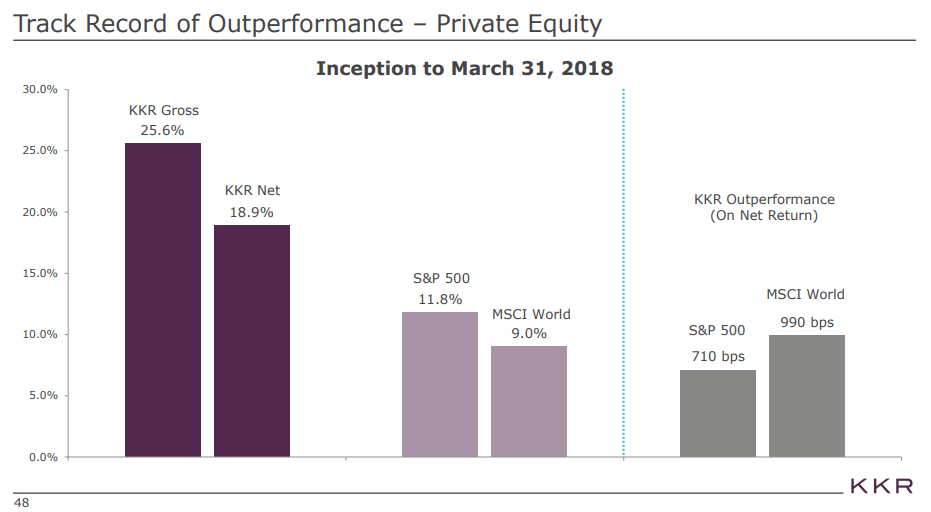 Track Record of Outperformance – Private Equity
Inception to March 31, 2018
30.0%
25.0%
20.0%
15.0%
10.0%
5.0%
0.0%
KKR Gross
25.6%
KKR Net
18.9%
S&P 500
11.8%
MSCI World
9.0%
KKR Outperformance
(On Net Return)
S&P 500
710 bps
MSCI World
990 bps
48
KKR